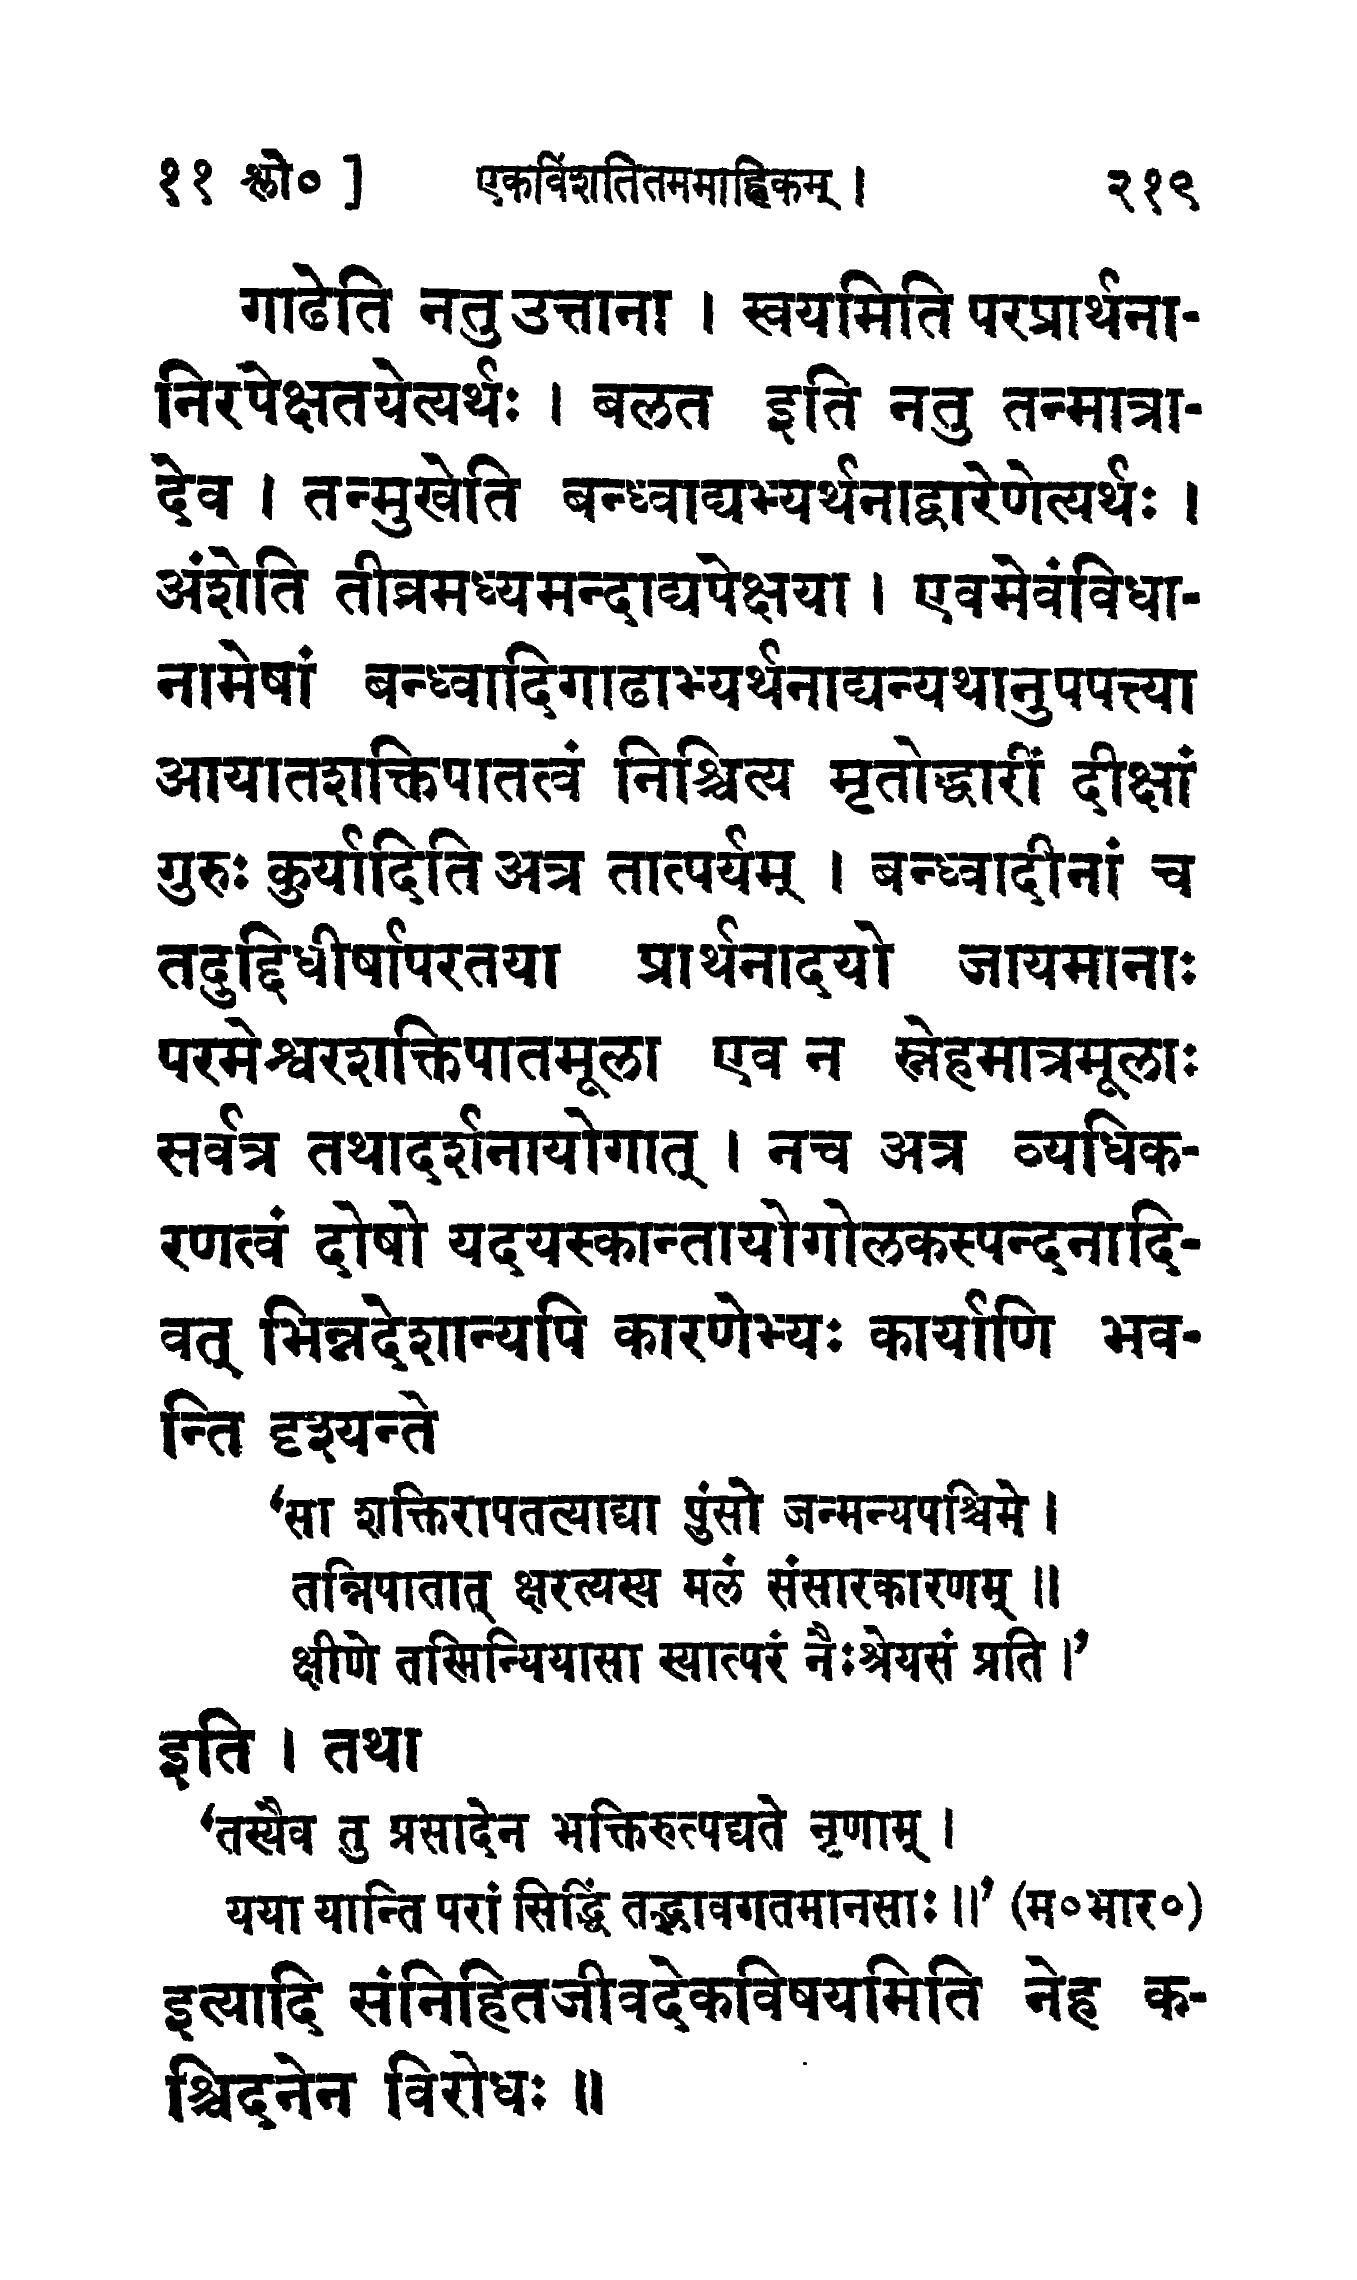 ११ श्लो० ] एकविंशतितममाह्निकम् । २१९
गाढेति नतु उत्ताना । स्वयमिति परप्रार्थना-
निरपेक्षतयेत्यर्थः । बलत इति नतु तन्मात्रा-
देव । तन्मुखेति बन्ध्वाद्यभ्यर्थनाद्वारेणेत्यर्थः ।
अंशेति तीव्रमध्यमन्दाद्यपेक्षया । एवमेवंविधा-
नामेषां बन्ध्वादिगाढाभ्यर्थनाद्यन्यथानुपपत्त्या
आयातशक्तिपातत्वं निश्चित्य मृतोद्धारीं दीक्षां
गुरुः कुर्यादिति अत्र तात्पर्यम् । बन्ध्वादीनां च
तदुद्दिधीर्षापरतया प्रार्थनादयो जायमानाः
परमेश्वरशक्तिपातमूला एव न स्नेहमात्रमूलाः
सर्वत्र तथादर्शनायोगात् । नच अत्र व्यधिक-
रणत्वं दोषो यदयस्कान्तायोगोलकस्पन्दनादि-
वत् भिन्नदेशान्यपि कारणेभ्यः कार्याणि भव-
न्ति दृश्यन्ते
‘सा शक्तिरापतत्याद्या पुंसो जन्मन्यपश्चिमे ।
तन्निपातात् क्षरत्यस्य मलं संसारकारणम् ॥
क्षीणे तस्मिन्यियासा स्यात्परं नैःश्रेयसं प्रति ।’
इति । तथा
‘तस्यैव तु प्रसादेन भक्तिरुत्पद्यते नृणाम् ।
यया यान्ति परां सिद्धिं तद्भावगतमानसाः ॥’ (म०भार०)
इत्यादि संनिहितजीवदेकविषयमिति नेह क-
श्चिदनेन विरोधः ॥